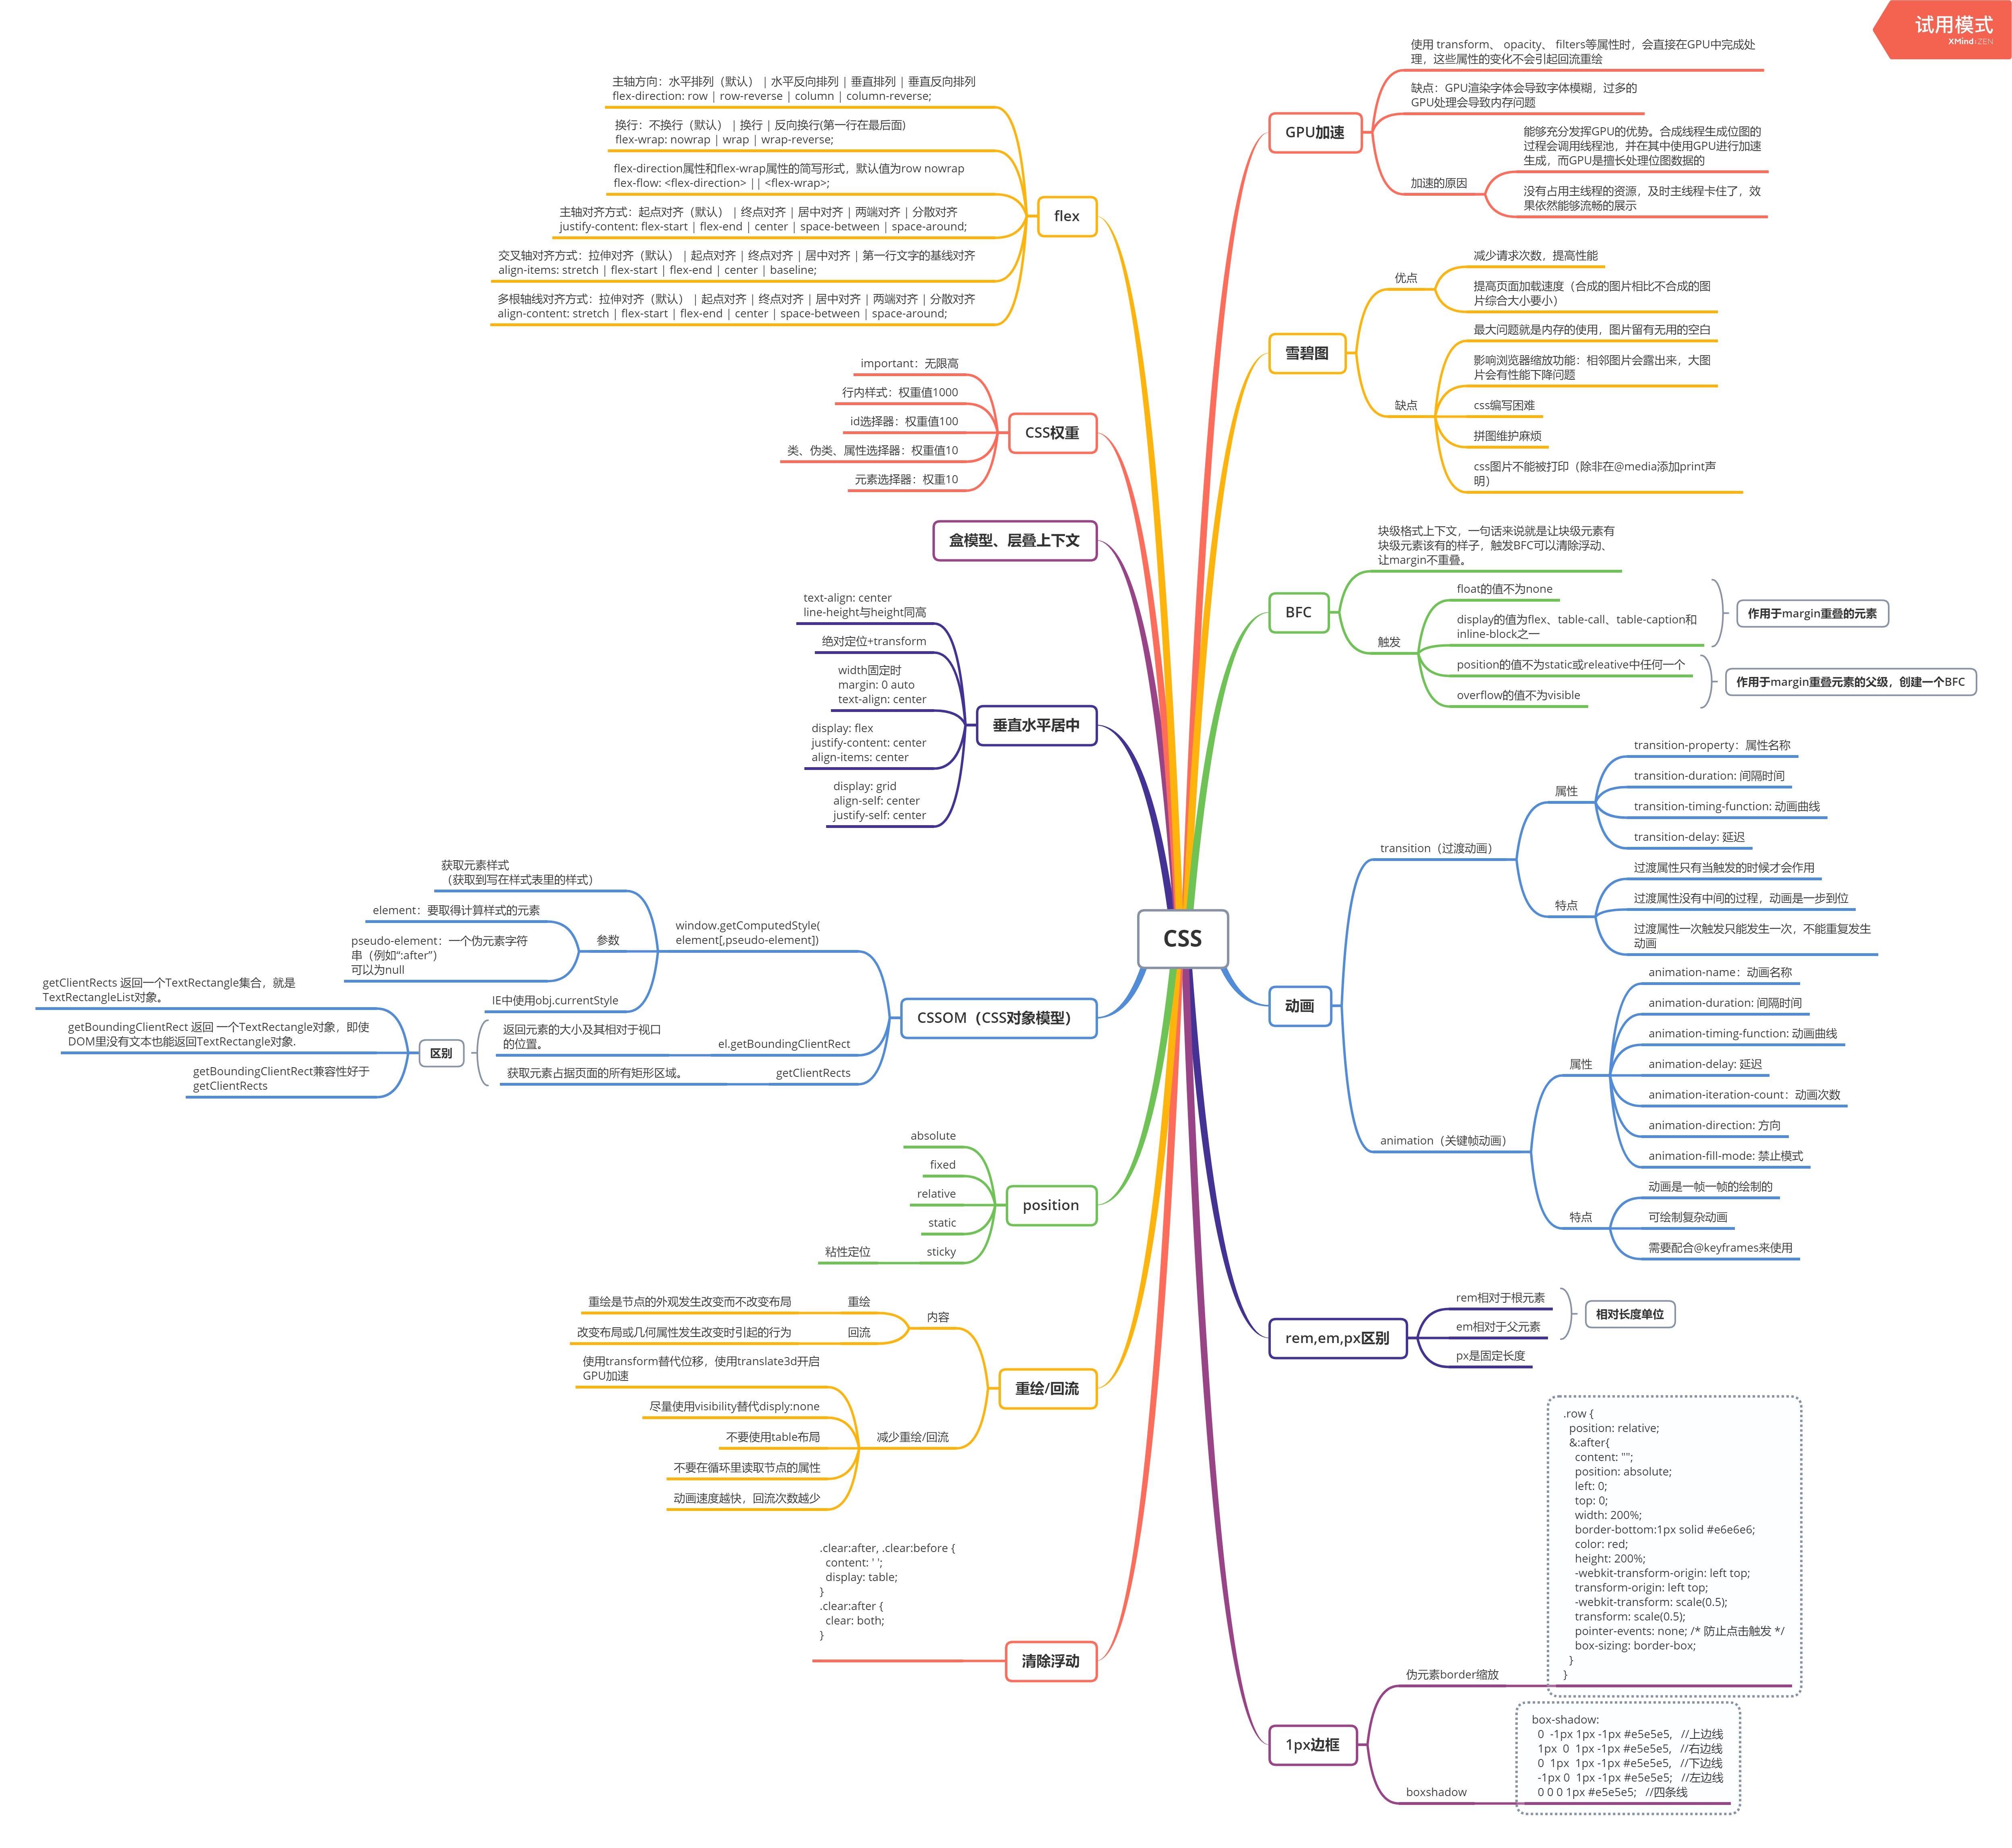 试用模式
XMind:ZEN
CSS
GPU加速
使用 transform、 opacity、 filters等属性时，会直接在GPU中完成处
理，这些属性的变化不会引起回流重绘
缺点：GPU渲染字体会导致字体模糊，过多的
GPU处理会导致内存问题
加速的原因
能够充分发挥GPU的优势。合成线程生成位图的
过程会调用线程池，并在其中使用GPU进行加速
生成，而GPU是擅长处理位图数据的
没有占用主线程的资源，及时主线程卡住了，效
果依然能够流畅的展示
雪碧图
优点
减少请求次数，提高性能
提高页面加载速度（合成的图片相比不合成的图
片综合大小要小）
缺点
最大问题就是内存的使用，图片留有无用的空白
影响浏览器缩放功能：相邻图片会露出来，大图
片会有性能下降问题
css编写困难
拼图维护麻烦
css图片不能被打印（除非在@media添加print声
明）
BFC
块级格式上下文，一句话来说就是让块级元素有
块级元素该有的样子，触发BFC可以清除浮动、
让margin不重叠。
触发
float的值不为none
display的值为flex、table-call、table-caption和
inline-block之一
作用于margin重叠的元素
position的值不为static或releative中任何一个
overflow的值不为visible
作用于margin重叠元素的父级，创建一个BFC
动画
transition（过渡动画）
属性
transition-property：属性名称
transition-duration: 间隔时间
transition-timing-function: 动画曲线
transition-delay: 延迟
特点
过渡属性只有当触发的时候才会作用
过渡属性没有中间的过程，动画是一步到位
过渡属性一次触发只能发生一次，不能重复发生
动画
animation（关键帧动画）
属性
animation-name：动画名称
animation-duration: 间隔时间
animation-timing-function: 动画曲线
animation-delay: 延迟
animation-iteration-count：动画次数
animation-direction: 方向
animation-fill-mode: 禁止模式
特点
动画是一帧一帧的绘制的
可绘制复杂动画
需要配合@keyframes来使用
rem,em,px区别
rem相对于根元素
em相对于父元素
相对长度单位
px是固定长度
1px边框
伪元素border缩放
.row {
position: relative;
&:after{
content: "";
position: absolute;
left: 0;
top: 0;
width: 200%;
border-bottom:1px solid #e6e6e6;
color: red;
height: 200%;
-webkit-transform-origin: left top;
transform-origin: left top;
-webkit-transform: scale(0.5);
transform: scale(0.5);
pointer-events: none; /* 防止点击触发 */
box-sizing: border-box;
}
}
boxshadow
box-shadow:
0 -1px 1px -1px #e5e5e5, //上边线
1px 0 1px -1px #e5e5e5, //右边线
0 1px 1px -1px #e5e5e5, //下边线
-1px 0 1px -1px #e5e5e5; //左边线
0 0 0 1px #e5e5e5; //四条线
flex
主轴方向：水平排列（默认） | 水平反向排列 | 垂直排列 | 垂直反向排列
flex-direction: row | row-reverse | column | column-reverse;
换行：不换行（默认） | 换行 | 反向换行(第一行在最后面)
flex-wrap: nowrap | wrap | wrap-reverse;
flex-direction属性和flex-wrap属性的简写形式，默认值为row nowrap
flex-flow: <flex-direction> || <flex-wrap>;
主轴对齐方式：起点对齐（默认） | 终点对齐 | 居中对齐 | 两端对齐 | 分散对齐
justify-content: flex-start | flex-end | center | space-between | space-around;
交叉轴对齐方式：拉伸对齐（默认） | 起点对齐 | 终点对齐 | 居中对齐 | 第一行文字的基线对齐
align-items: stretch | flex-start | flex-end | center | baseline;
多根轴线对齐方式：拉伸对齐（默认） | 起点对齐 | 终点对齐 | 居中对齐 | 两端对齐 | 分散对齐
align-content: stretch | flex-start | flex-end | center | space-between | space-around;
CSS权重
important：无限高
行内样式：权重值1000
id选择器：权重值100
类、伪类、属性选择器：权重值10
元素选择器：权重10
盒模型、层叠上下文
垂直水平居中
text-align: center
line-height与height同高
绝对定位+transform
width固定时
margin: 0 auto
text-align: center
display: flex
justify-content: center
align-items: center
display: grid
align-self: center
justify-self: center
CSSOM（CSS对象模型）
window.getComputedStyle(
element[,pseudo-element])
获取元素样式
（获取到写在样式表里的样式）
参数
element：要取得计算样式的元素
pseudo-element：一个伪元素字符
串（例如“:after”）
可以为null
IE中使用obj.currentStyle
el.getBoundingClientRect
返回元素的大小及其相对于视口
的位置。
getClientRects
获取元素占据页面的所有矩形区域。
区别
getClientRects 返回一个TextRectangle集合，就是
TextRectangleList对象。
getBoundingClientRect 返回 一个TextRectangle对象，即使
DOM里没有文本也能返回TextRectangle对象.
getBoundingClientRect兼容性好于
getClientRects
position
absolute
fixed
relative
static
sticky
粘性定位
重绘/回流
内容
重绘
重绘是节点的外观发生改变而不改变布局
回流
改变布局或几何属性发生改变时引起的行为
减少重绘/回流
使用transform替代位移，使用translate3d开启
GPU加速
尽量使用visibility替代disply:none
不要使用table布局
不要在循环里读取节点的属性
动画速度越快，回流次数越少
清除浮动
.clear:after, .clear:before {
content: ' ';
display: table;
}
.clear:after {
clear: both;
}